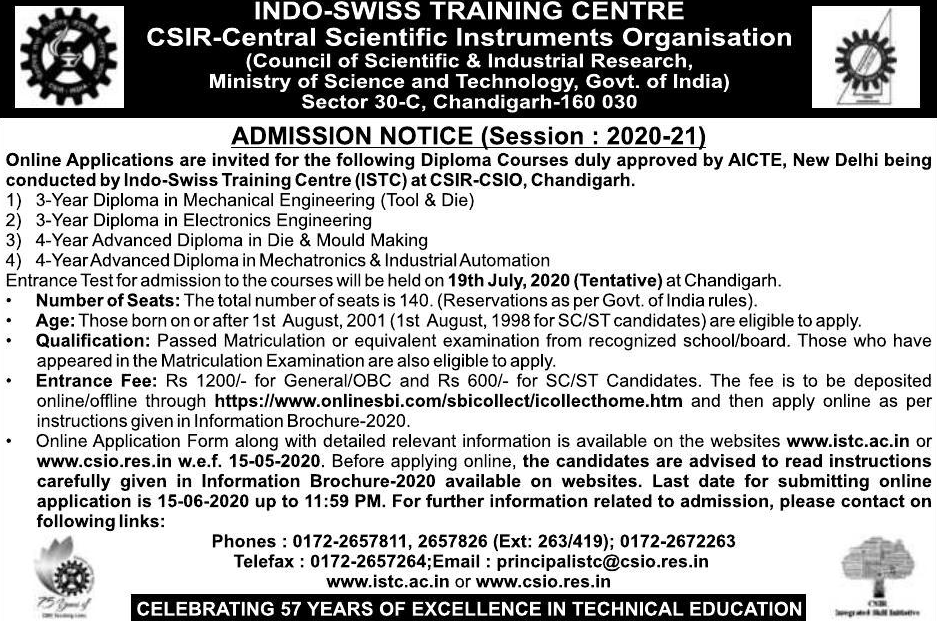 INDO-SWISS TRAINING CENTRE
CSIR-Central Scientific Instruments Organisation
(Council of Scientific & Industrial Research,
Ministry of Science and Technology, Govt. of India)
Sector 30-C, Chandigarh-160 030
ADMISSION NOTICE (Session : 2020-21)
Online Applications are invited for the following Diploma Courses duly approved by AICTE, New Delhi being
conducted by Indo-Swiss Training Centre (ISTC) at CSIR-CSIO, Chandigarh.
1) 3-Year Diploma in Mechanical Engineering (Tool & Die)
2) 3-Year Diploma in Electronics Engineering
3) 4-Year Advanced Diploma in Die & Mould Making
4) 4-Year Advanced Diploma in Mechatronics & Industrial Automation
Entrance Test for admission to the courses will be held on 19th July, 2020 (Tentative) at Chandigarh.
• Number of Seats: The total number of seats is 140. (Reservations as per Govt. of India rules).
• Age: Those born on or after 1st August, 2001 (1st August, 1998 for SC/ST candidates) are eligible to apply.
• Qualification: Passed Matriculation or equivalent examination from recognized school/board. Those who have
appeared in the Matriculation Examination are also eligible to apply.
• Entrance Fee: Rs 1200/- for General/OBC and Rs 600/- for SC/ST Candidates. The fee is to be deposited
online/offline through https://www.onlinesbi.com/sbicollect/icollecthome.htm and then apply online as per
instructions given in Information Brochure-2020.
• Online Application Form along with detailed relevant information is available on the websites www.istc.ac.in or
www.csio.res.in w.e.f. 15-05-2020. Before applying online, the candidates are advised to read instructions
carefully given in Information Brochure-2020 available on websites. Last date for submitting online
application is 15-06-2020 up to 11:59 PM. For further information related to admission, please contact on
following links:
Phones : 0172-2657811, 2657826 (Ext: 263/419); 0172-2672263
Telefax : 0172-2657264;Email : principalistc@csio.res.in
www.istc.ac.in or www.csio.res.in
75 Years of
CSIR
Integrated Skill Initiative
CELEBRATING 57 YEARS OF EXCELLENCE IN TECHNICAL EDUCATION